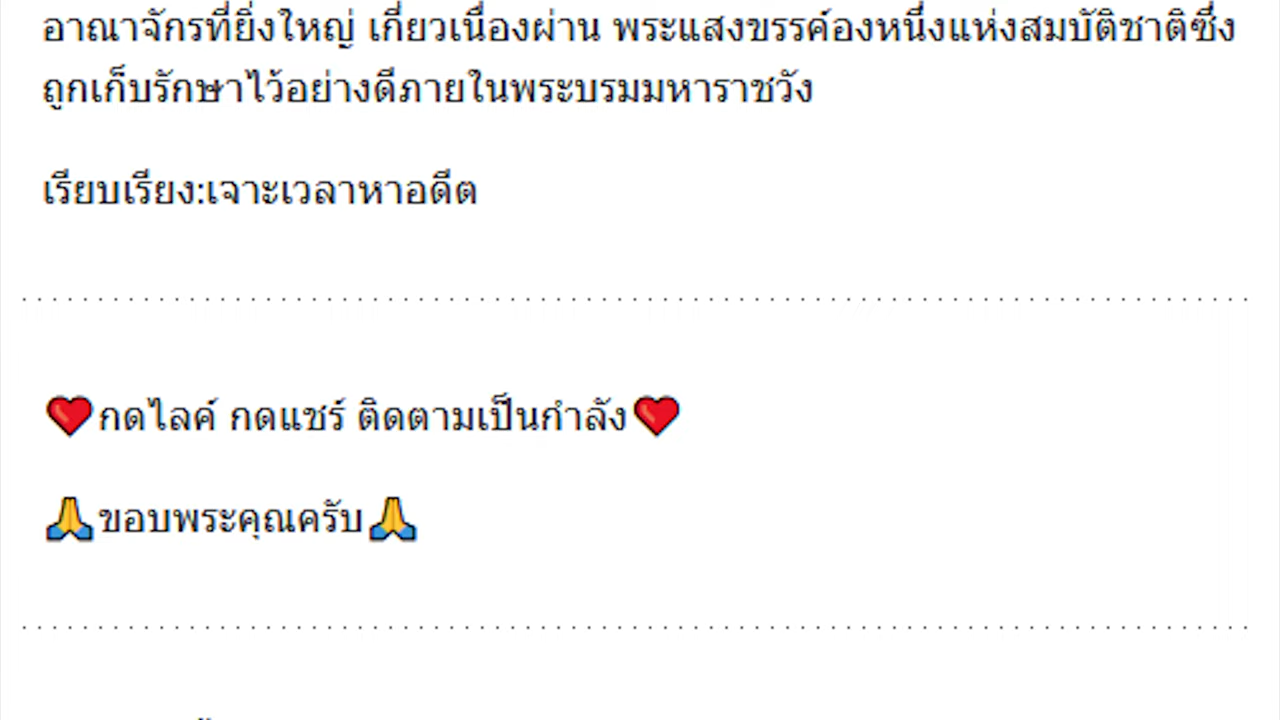 อาณาจักรที่ยิ่งใหญ่ เกี่ยวเนื่องผ่าน พระแสงขรรค์องหนึ่งแห่งสมบัติชาติซึ่ง
ถูกเก็บรักษาไว้อย่างดีภายในพระบรมมหาราชวัง
เรียบเรียง:เจาะเวลาหาอดีต
❤️กดไลค์ กดแชร์ ติดตามเป็นกำลัง❤️
🙏ขอบพระคุณครับ🙏